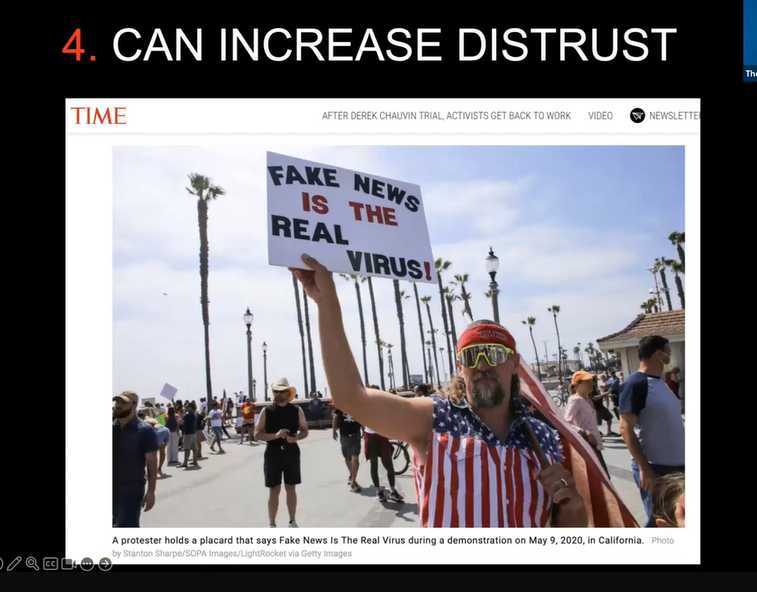 4. CAN INCREASE DISTRUST
The
TIME
AFTER DEREK CHAUVIN TRIAL, ACTIVISTS GET BACK TO WORK VIDEO NEWSLETTE
FAKE NEWS
IS THE
REAL
VIRUS!
A protester holds a placard that says Fake News Is The Real Virus during a demonstration on May 9, 2020, in California. Photo
by Stanton Sharpe/SOPA Images/LightRocket via Getty Images
CC